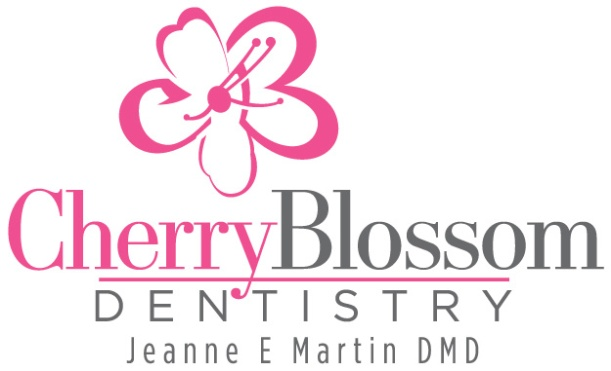 CherryBlossom
DENTISTRY
Jeanne E Martin DMD